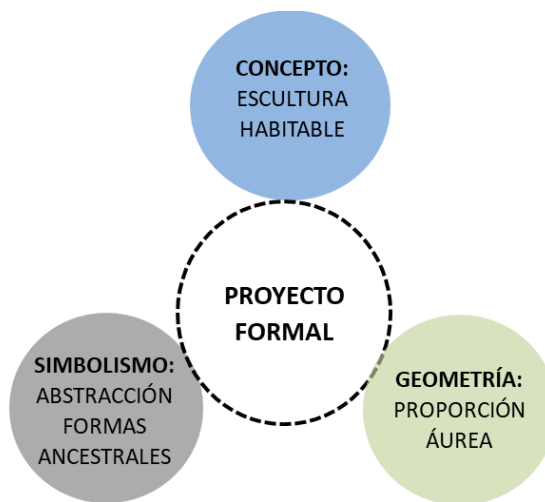 CONCEPTO:
ESCULTURA
HABITABLE
PROYECTO
FORMAL
SIMBOLISMO:
ABSTRACCIÓN
FORMAS
ANCESTRALES
GEOMETRÍA:
PROPORCIÓN
ÁUREA